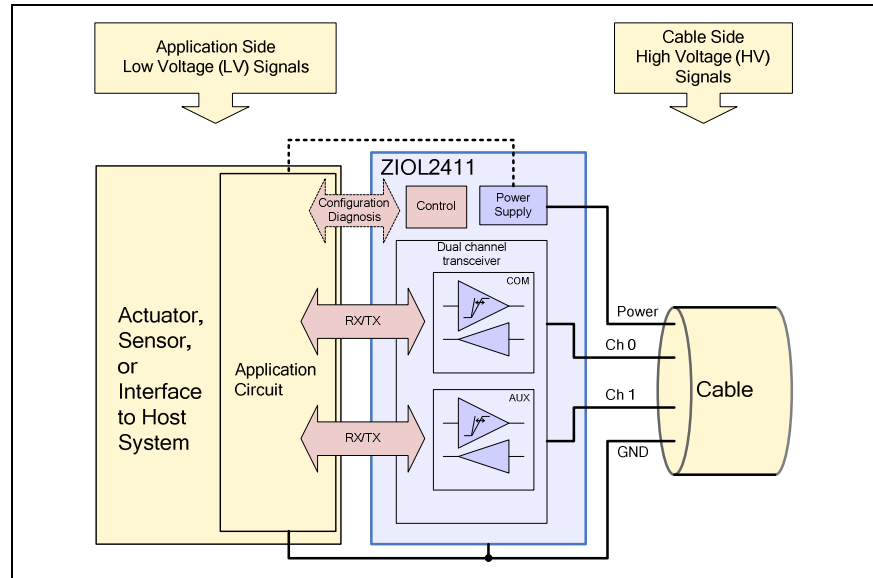 Application Side
Low Voltage (LV) Signals
Cable Side
High Voltage (HV)
Signals
ZIOL2411
Configuration
Diagnosis
Control
Power
Supply
Dual channel
transceiver
COM
RX/TX
AUX
RX/TX
Actuator,
Sensor,
or
Interface
to Host
System
Application
Circuit
Power
Ch 0
Ch 1
GND
Cable